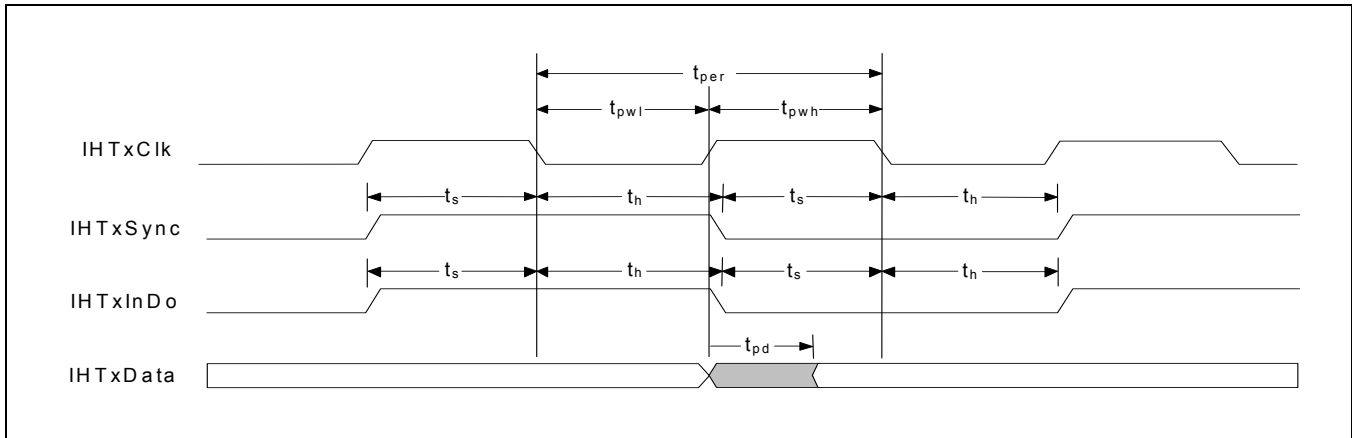 tper
tpwl tpwh
IHTxClk
ts th ts th
IHTxSync
ts th ts th
IHTxInDo
tpd
IHTxData